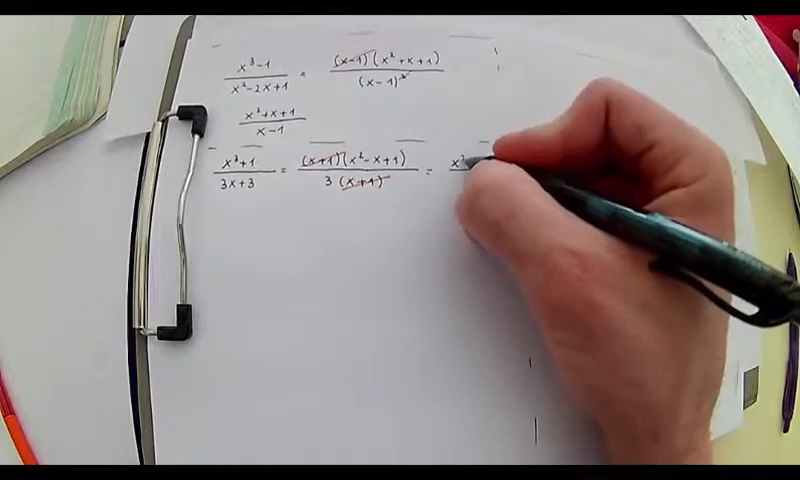 x³-1 / x²-2x+1 = (x-1)(x²+x+1) / (x-1)²
x²+x+1 / x-1
x³+1 / 3x+3 = (x+1)(x²-x+1) / 3(x+1) = x²